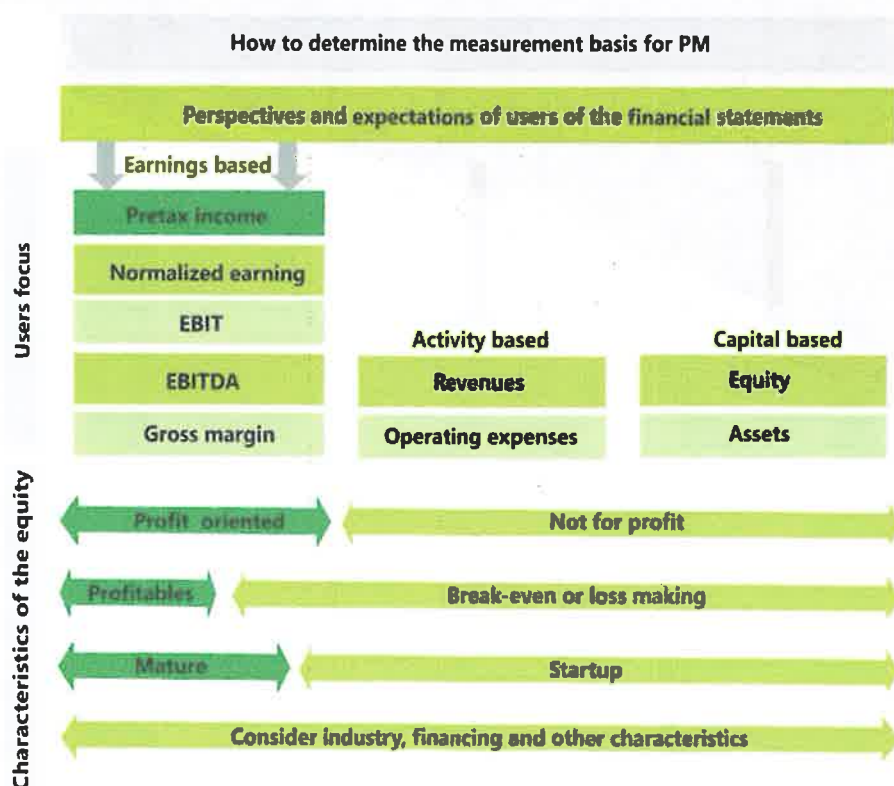 How to determine the measurement basis for PM
Perspectives and expectations of users of the financial statements
Users focus
Earnings based
Pretax income
Normalized earning
EBIT
EBITDA
Gross margin
Activity based
Revenues
Operating expenses
Capital based
Equity
Assets
Characteristics of the equity
Profit oriented
Not for profit
Profitables
Break-even or loss making
Mature
Startup
Consider industry, financing and other characteristics